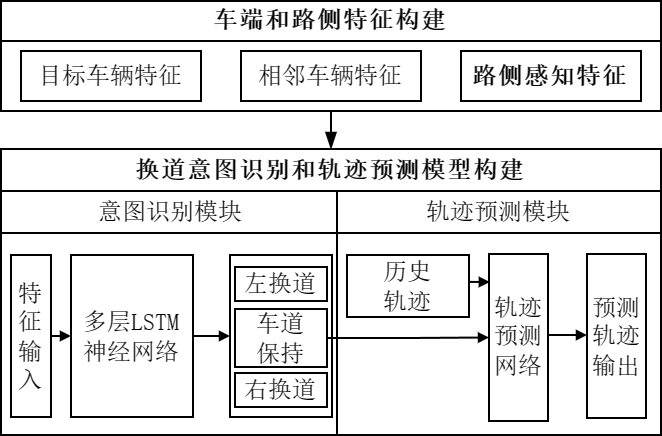 车端和路侧特征构建
目标车辆特征
相邻车辆特征
路侧感知特征
换道意图识别和轨迹预测模型构建
意图识别模块
轨迹预测模块
特
征
输
入
多层LSTM
神经网络
左换道
车道
保持
右换道
历史
轨迹
轨迹
预测
网络
预测
轨迹
输出